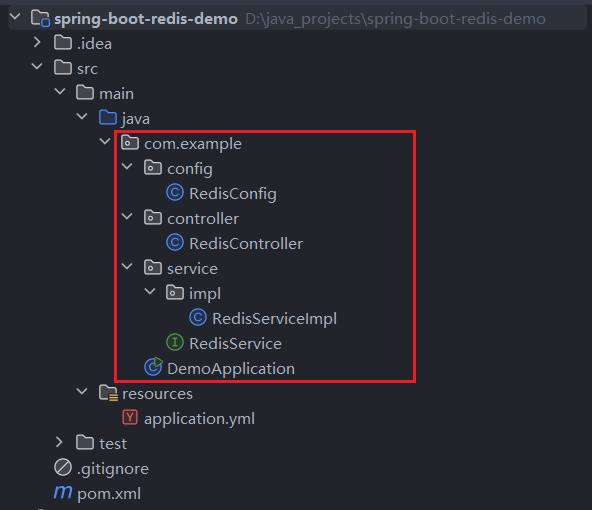 spring-boot-redis-demo D:\java_projects\spring-boot-redis-demo
.idea
src
main
java
com.example
config
RedisConfig
controller
RedisController
service
impl
RedisServiceImpl
RedisService
DemoApplication
resources
application.yml
test
.gitignore
pom.xml